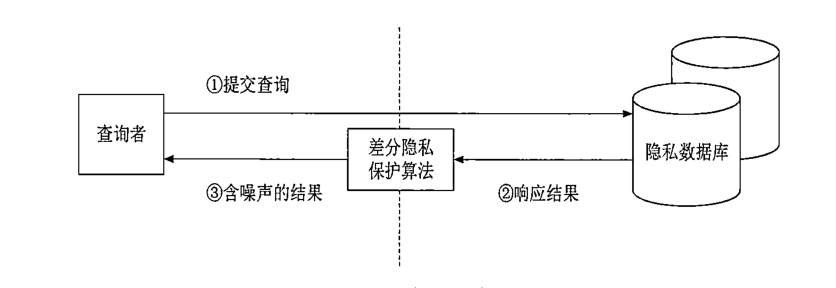 ①提交查询
查询者
差分隐私
保护算法
隐私数据库
③含噪声的结果
②响应结果